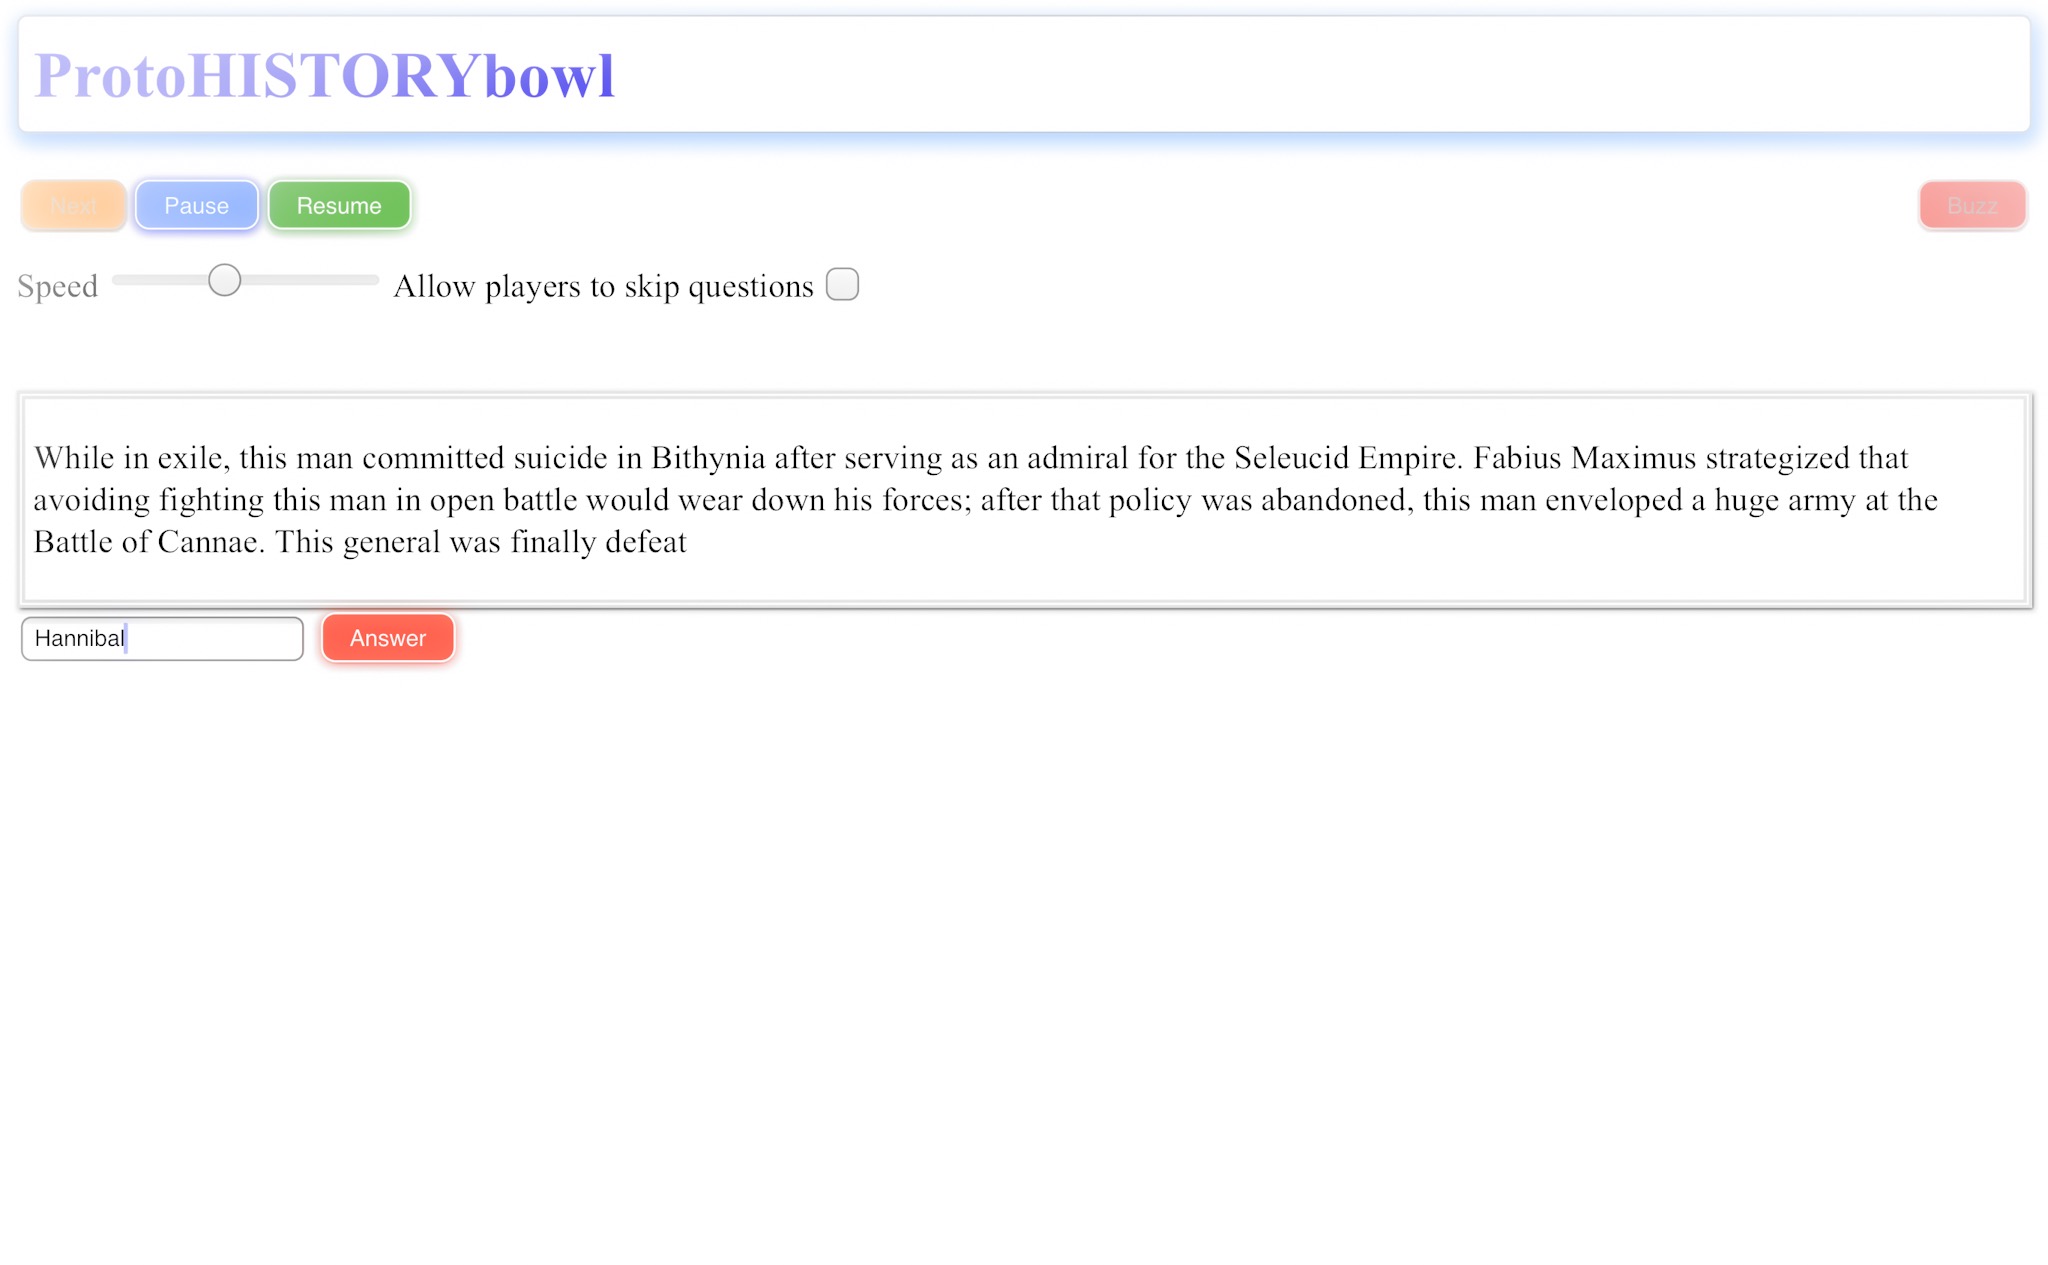 ProtoHISTORYbowl
Next Pause Resume Buzz
Speed Allow players to skip questions
While in exile, this man committed suicide in Bithynia after serving as an admiral for the Seleucid Empire. Fabius Maximus strategized that
avoiding fighting this man in open battle would wear down his forces; after that policy was abandoned, this man enveloped a huge army at the
Battle of Cannae. This general was finally defeat
Hannibal Answer